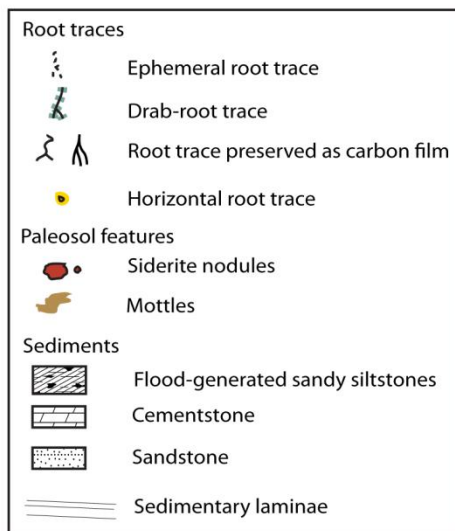 Root traces
Ephemeral root trace
Drab-root trace
Root trace preserved as carbon film
Horizontal root trace
Paleosol features
Siderite nodules
Mottles
Sediments
Flood-generated sandy siltstones
Cementstone
Sandstone
Sedimentary laminae